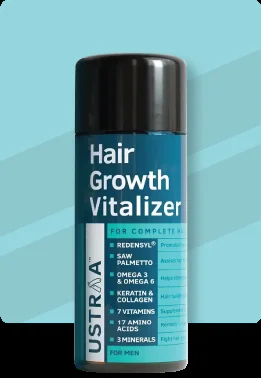 Hair
Growth
Vitalizer
FOR COMPLETE
REDENSYL®
SAW
PALMETTO
OMEGA 3
& OMEGA 6
KERATIN &
COLLAGEN
7 VITAMINS
17 AMINO
ACIDS
3 MINERALS
FOR MEN
USTRAA